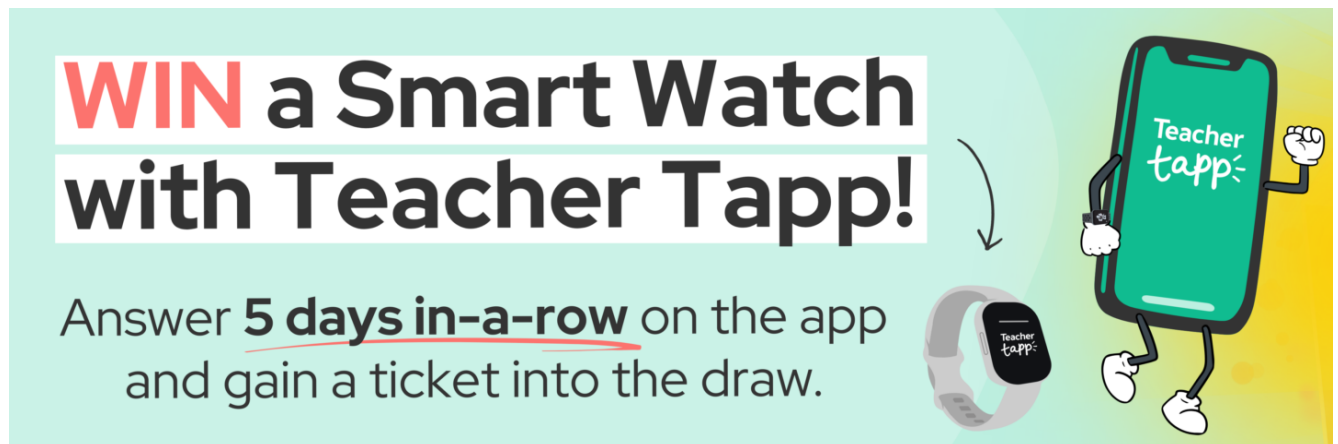 WIN a Smart Watch
with Teacher Tapp!
Answer 5 days in-a-row on the app
and gain a ticket into the draw.
Teacher
tapp
Teacher
tapp